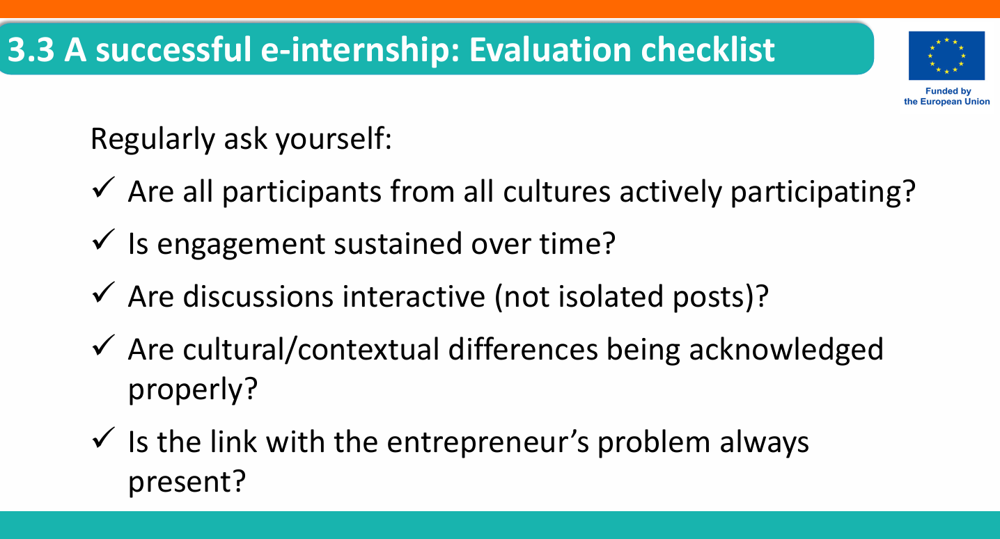 3.3 A successful e-internship: Evaluation checklist
Funded by
the European Union
Regularly ask yourself:
✓ Are all participants from all cultures actively participating?
✓ Is engagement sustained over time?
✓ Are discussions interactive (not isolated posts)?
✓ Are cultural/contextual differences being acknowledged
properly?
✓ Is the link with the entrepreneur’s problem always
present?